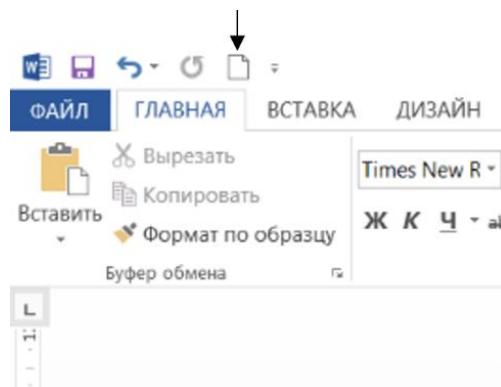 ФАЙЛ ГЛАВНАЯ ВСТАВКА ДИЗАЙН
Вырезать
Копировать
Вставить
Формат по образцу
Буфер обмена
Times New R
Ж К Ч